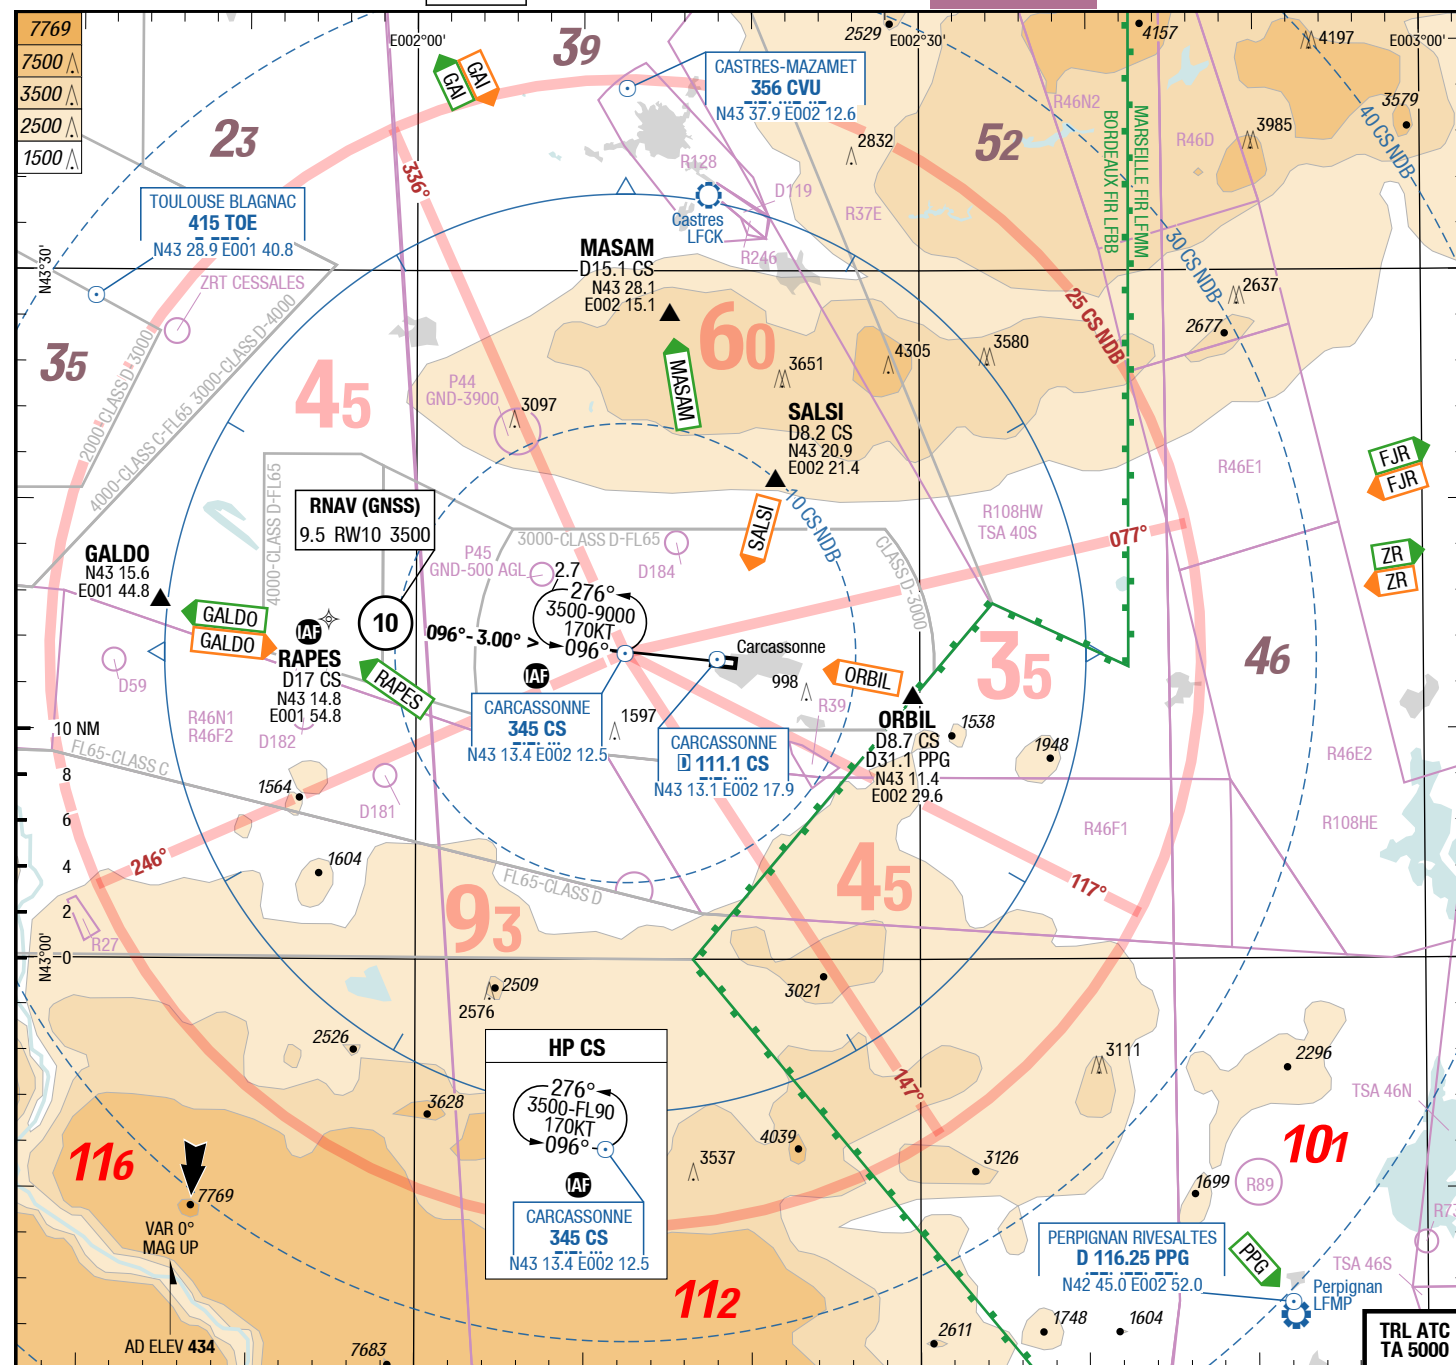 7769
7500
3500
2500
1500
E002°00'
39
2529
E002°30'
4157
4197
E003°00'
GAI
GAI
CASTRES-MAZAMET
356 CVU
N43 37.9 E002 12.6
23
52
2832
R46N2
MARSEILLE FIR LFMM
BORDEAUX FIR LFBB
R46D
3985
3579
40 CS NDB
336°
R128
D119
R37E
TOULOUSE BLAGNAC
415 TOE
N43 28.9 E001 40.8
Castres
LFCK
R246
N43°30'
ZRT CESSALES
MASAM
D15.1 CS
N43 28.1
E002 15.1
30 CS NDB
2637
2677
25 CS NDB
35
2000-CLASS D-3000
4000-CLASS C-FL65 3000-CLASS D-4000
45
60
3651
4305
3580
P44
GND-3900
3097
MASAM
SALSI
D8.2 CS
N43 20.9
E002 21.4
FJR
FJR
R46E1
RNAV (GNSS)
9.5 RW10 3500
4000-CLASS D-FL65
3000-CLASS D-FL65
SALSI
10 CS NDB
R108HW
TSA 40S
077°
CLASS D-3000
P45
GND-500 AGL
D184
ZR
ZR
GALDO
N43 15.6
E001 44.8
GALDO
GALDO
2.7
276°
3500-9000
170KT
096°
10
096°-3.00° >
IAF
RAPES
D17 CS
N43 14.8
E001 54.8
RAPES
IAF
Carcassonne
998
ORBIL
R39
35
46
D59
R46N1
R46F2
D182
10 NM
8
6
4
2
0
FL65-CLASS C
CARCASSONNE
345 CS
N43 13.4 E002 12.5
1597
CARCASSONNE
D 111.1 CS
N43 13.1 E002 17.9
ORBIL
D8.7 CS
D31.1 PPG
N43 11.4
E002 29.6
1538
1948
R46E2
1564
D181
R46F1
R108HE
246°
1604
FL65-CLASS D
93
45
117°
R27
N43°00'
2509
2576
3021
2526
HP CS
276°
3500-FL90
170KT
096°
IAF
CARCASSONNE
345 CS
N43 13.4 E002 12.5
3628
147°
3111
2296
TSA 46N
4039
3537
3126
101
116
7769
1699
R89
R73
VAR 0°
MAG UP
PERPIGNAN RIVESALTES
D 116.25 PPG
N42 45.0 E002 52.0
PPG
TSA 46S
Perpignan
LFMP
112
AD ELEV 434
7683
2611
1748
1604
TRL ATC
TA 5000